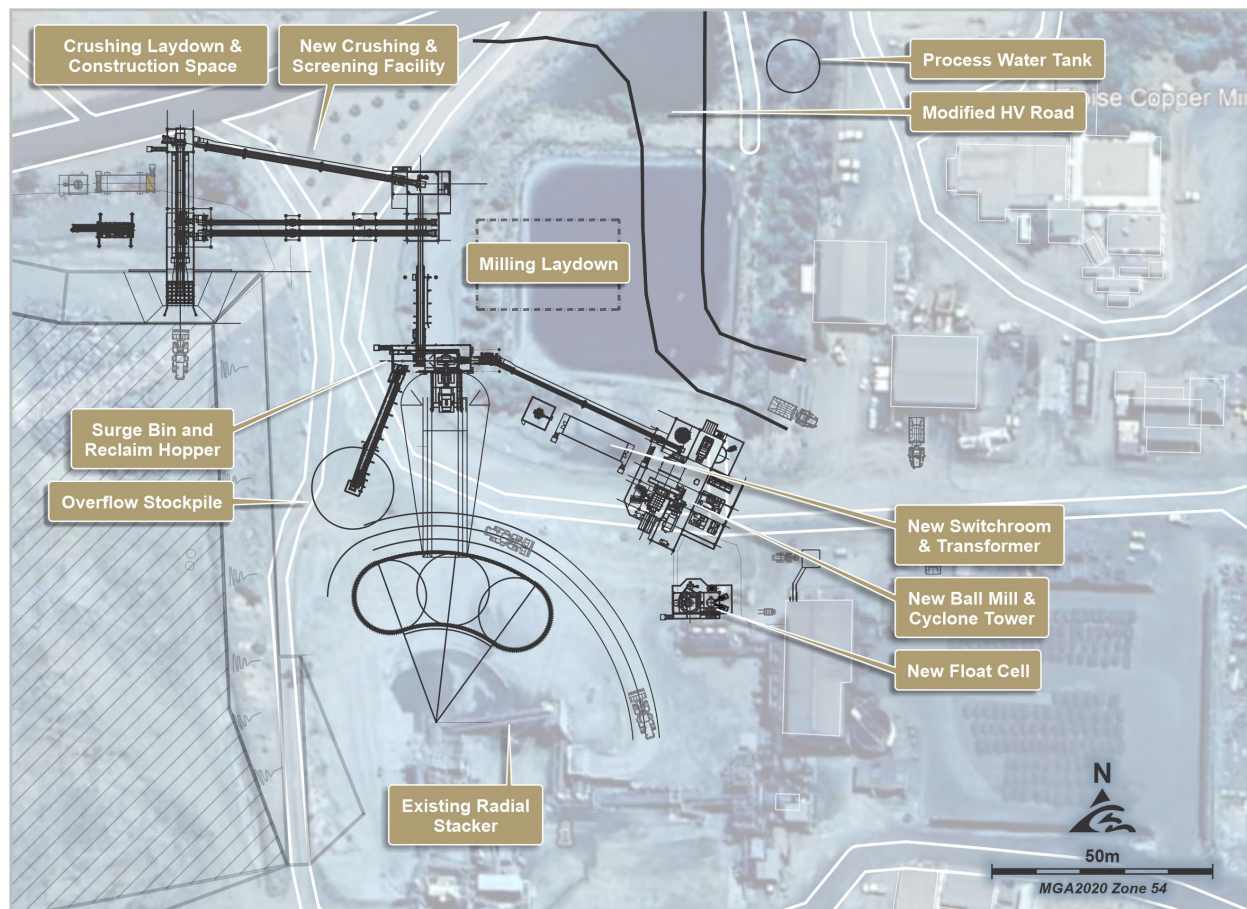 Crushing Laydown &
Construction Space
New Crushing &
Screening Facility
Process Water Tank
Modified HV Road
Copper
Milling Laydown
Surge Bin and
Reclaim Hopper
Overflow Stockpile
New Switchroom
& Transformer
New Ball Mill &
Cyclone Tower
New Float Cell
Existing Radial
Stacker
N
50m
MGA2020 Zone 54